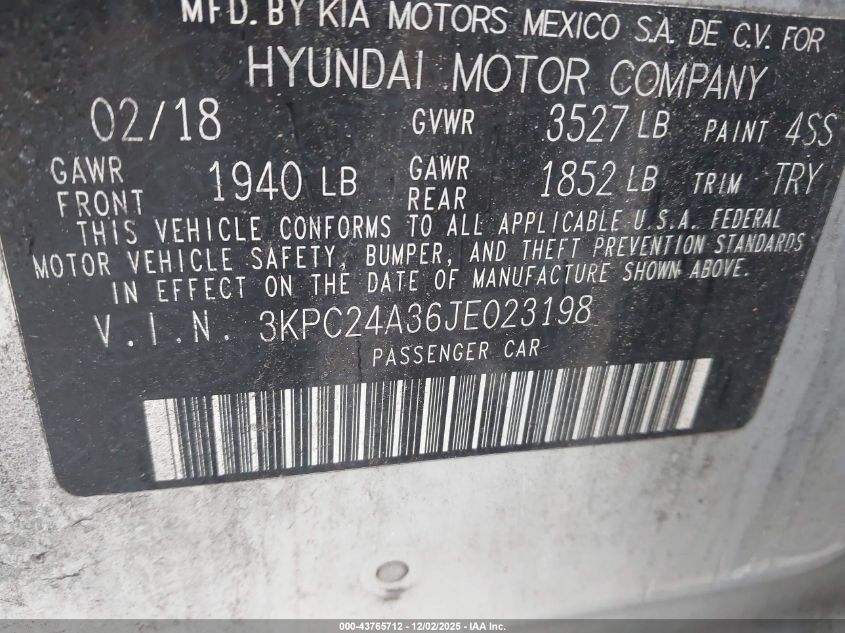 MFD. BY KIA MOTORS MEXICO S.A. DE C.V. FOR
HYUNDAI MOTOR COMPANY
02/18 GVWR 3527 LB PAINT 4SS
GAWR FRONT 1940 LB GAWR REAR 1852 LB TRIM TRY
THIS VEHICLE CONFORMS TO ALL APPLICABLE U.S.A. FEDERAL
MOTOR VEHICLE SAFETY, BUMPER, AND THEFT PREVENTION STANDARDS
IN EFFECT ON THE DATE OF MANUFACTURE SHOWN ABOVE.
V.I.N. 3KPC24A36JE023198
PASSENGER CAR
000-43765712 - 12/02/2025 - IAA Inc.